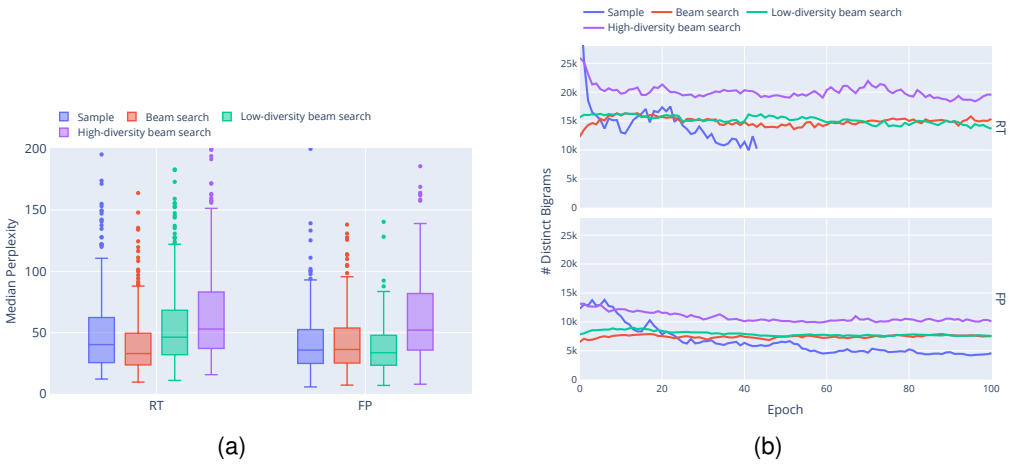 Sample Beam search Low-diversity beam search
High-diversity beam search
200
150
100
50
0
Median Perplexity
RT FP
(a)
Sample Beam search Low-diversity beam search
High-diversity beam search
25k
20k
15k
10k
5k
0
RT
# Distinct Bigrams
25k
20k
15k
10k
5k
0
FP
0 20 40 60 80 100
Epoch
(b)